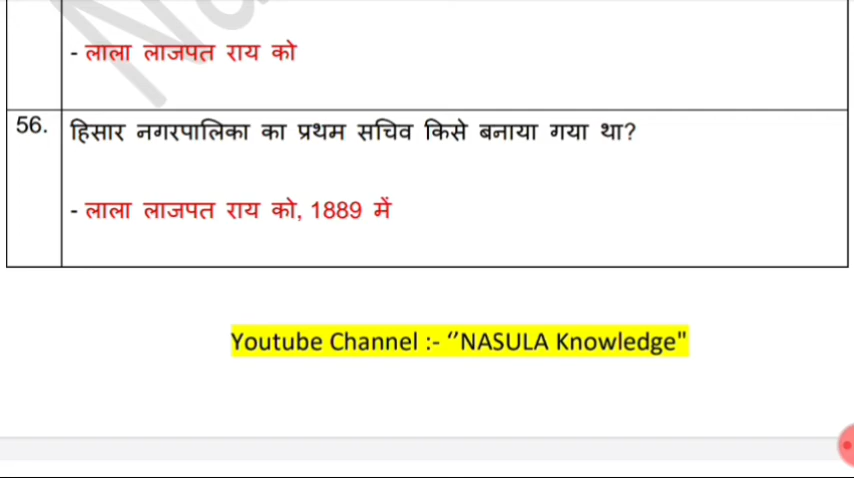 - लाला लाजपत राय को
56. हिसार नगरपालिका का प्रथम सचिव किसे बनाया गया था?
- लाला लाजपत राय को, 1889 में
Youtube Channel :- “NASULA Knowledge"